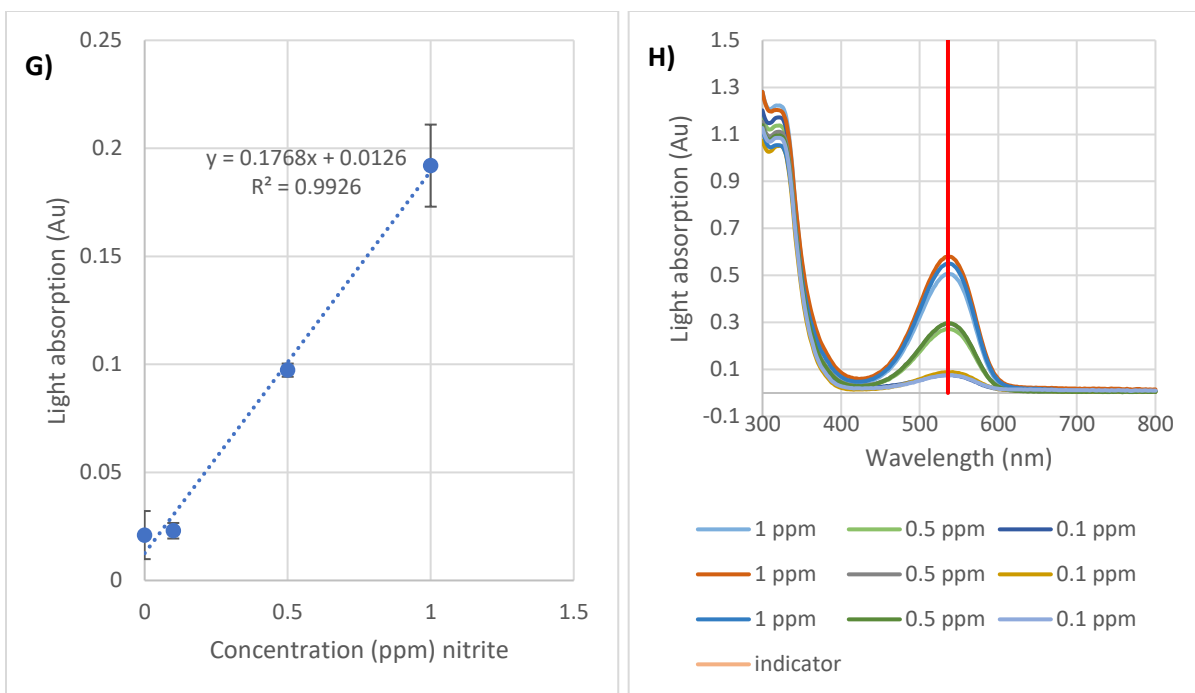 G)
0.25
0.2
0.15
0.1
0.05
0
Light absorption (Au)
y = 0.1768x + 0.0126
R² = 0.9926
0 0.5 1 1.5
Concentration (ppm) nitrite
H)
1.5
1.3
1.1
0.9
0.7
0.5
0.3
0.1
-0.1
Light absorption (Au)
300 400 500 600 700 800
Wavelength (nm)
1 ppm 0.5 ppm 0.1 ppm
1 ppm 0.5 ppm 0.1 ppm
1 ppm 0.5 ppm 0.1 ppm
indicator